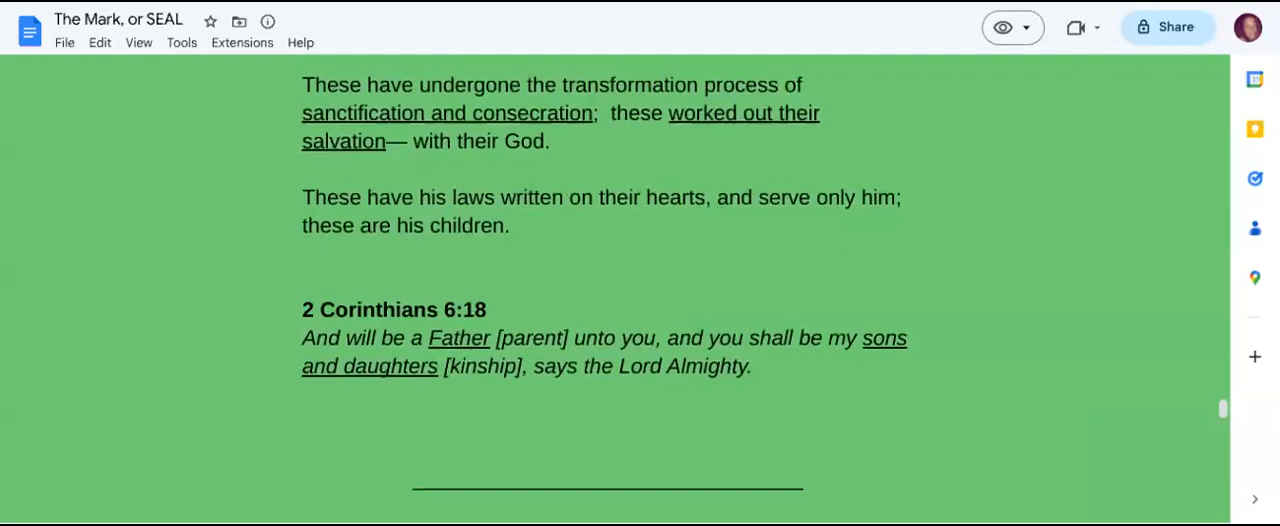 The Mark, or SEAL
File Edit View Tools Extensions Help
Share
These have undergone the transformation process of
sanctification and consecration;  these worked out their
salvation— with their God.
These have his laws written on their hearts, and serve only him;
these are his children.
2 Corinthians 6:18
And will be a Father [parent] unto you, and you shall be my sons
and daughters [kinship], says the Lord Almighty.